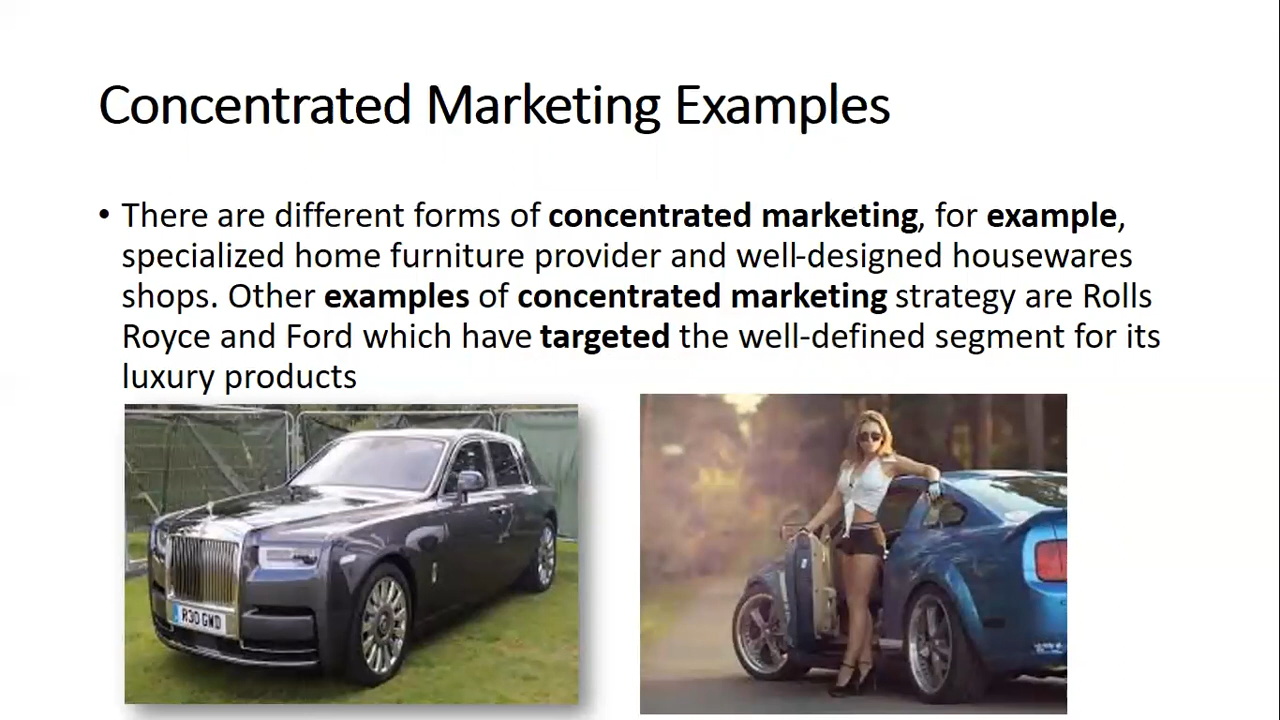 Concentrated Marketing Examples
• There are different forms of concentrated marketing, for example,
specialized home furniture provider and well-designed housewares
shops. Other examples of concentrated marketing strategy are Rolls
Royce and Ford which have targeted the well-defined segment for its
luxury products
R30 GWD